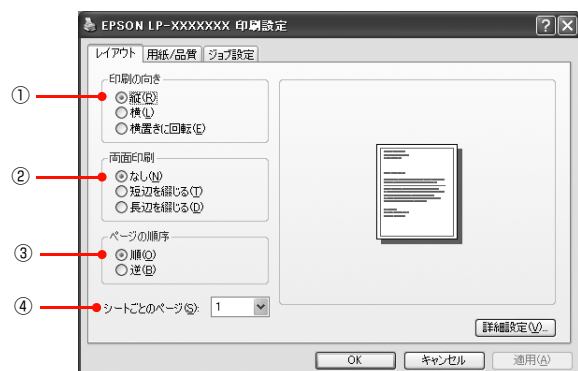 EPSON LP-XXXXXXX 印刷設定
レイアウト 用紙/品質 ジョブ設定
印刷の向き
① 縦(R)
横(L)
横置きに回転(E)
両面印刷
② なし(N)
短辺を綴じる(T)
長辺を綴じる(D)
ページの順序
③ 順(O)
逆(B)
④ シートごとのページ(S): 1
詳細設定(V)...
OK キャンセル 適用(A)